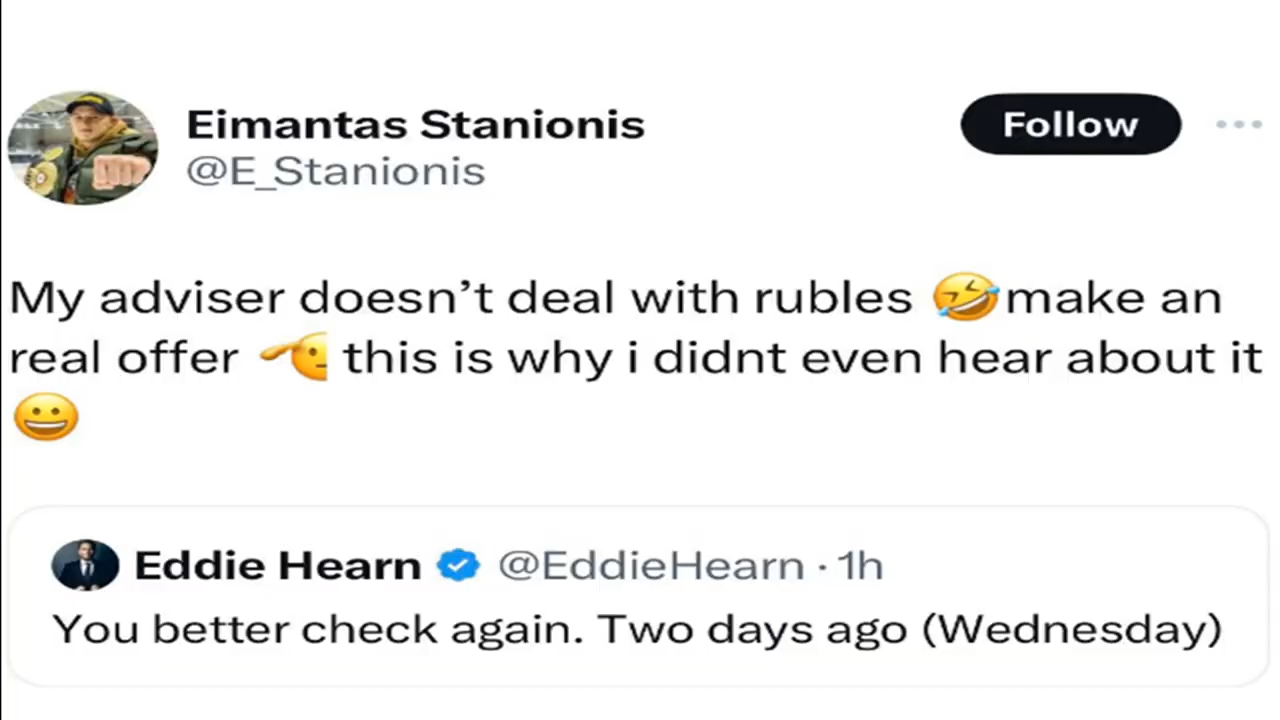 Eimantas Stanionis
@E_Stanionis
Follow
My adviser doesn’t deal with rubles 🤣make an
real offer 🫡 this is why i didnt even hear about it
😀
Eddie Hearn @EddieHearn · 1h
You better check again. Two days ago (Wednesday)